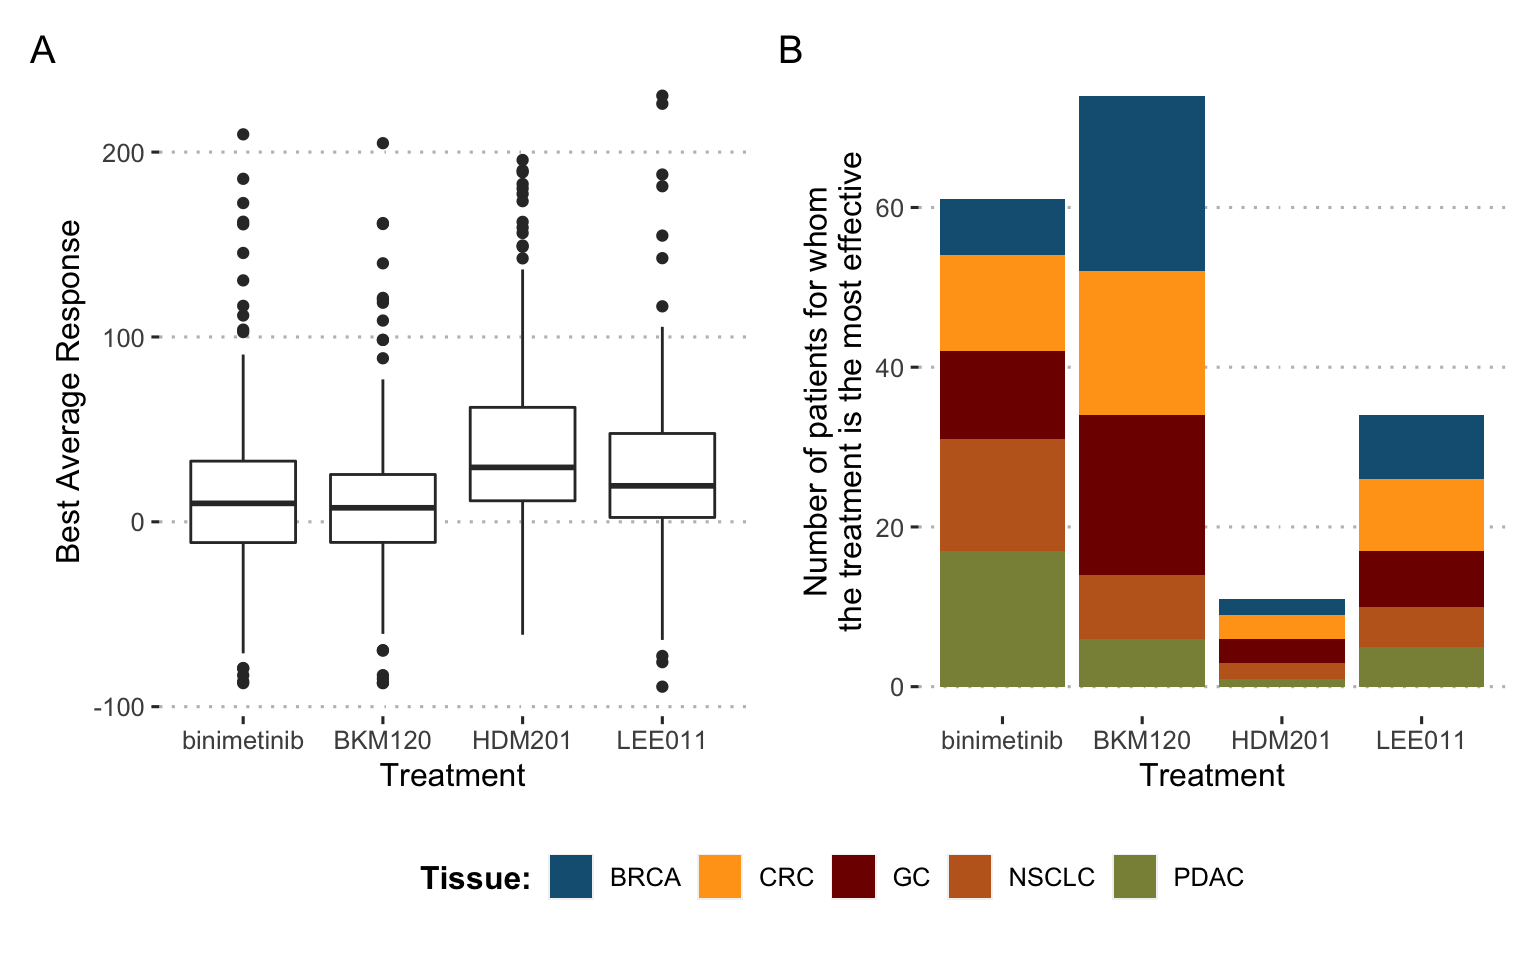 A
B
Best Average Response
200
100
0
-100
binimetinib BKM120 HDM201 LEE011
Treatment
Number of patients for whom
the treatment is the most effective
60
40
20
0
binimetinib BKM120 HDM201 LEE011
Treatment
Tissue: BRCA CRC GC NSCLC PDAC